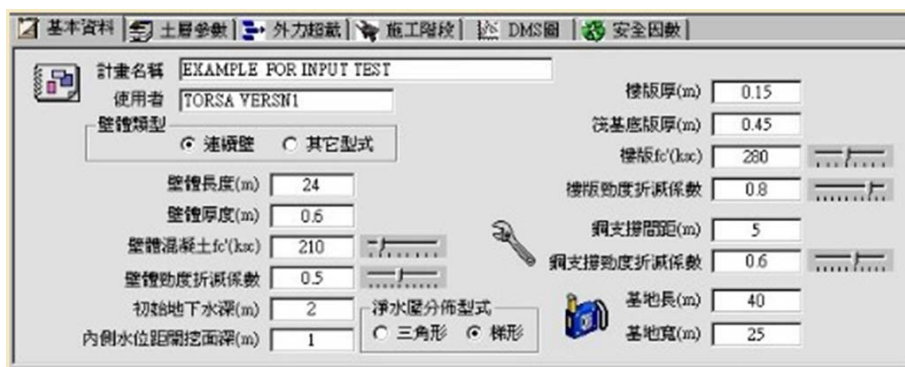 基本資料 土層參數 外力超載 施工階段 DMS圖 安全因數
計畫名稱 EXAMPLE FOR INPUT TEST
使用者 TORSA VERSN1
壁體類型
連續壁 其它型式
壁體長度(m) 24
壁體厚度(m) 0.6
壁體混凝土fc'(ksc) 210
壁體勁度折減係數 0.5
初始地下水深(m) 2
內側水位距開挖面深(m) 1
淨水壓分佈型式
三角形 梯形
樓版厚(m) 0.15
筏基底版厚(m) 0.45
樓版fc'(ksc) 280
樓版勁度折減係數 0.8
鋼支撐間距(m) 5
鋼支撐勁度折減係數 0.6
基地長(m) 40
基地寬(m) 25